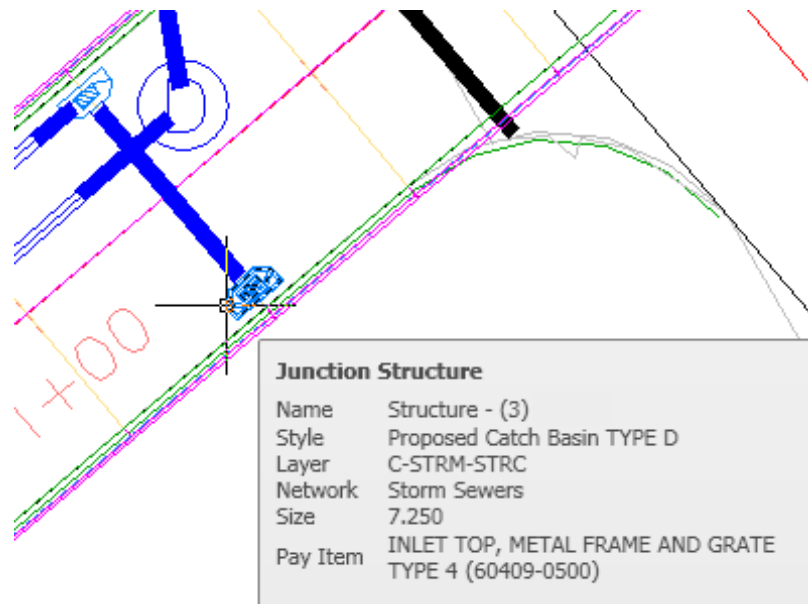 1+00
Junction Structure
Name Structure - (3)
Style Proposed Catch Basin TYPE D
Layer C-STRM-STRC
Network Storm Sewers
Size 7.250
Pay Item INLET TOP, METAL FRAME AND GRATE
TYPE 4 (60409-0500)